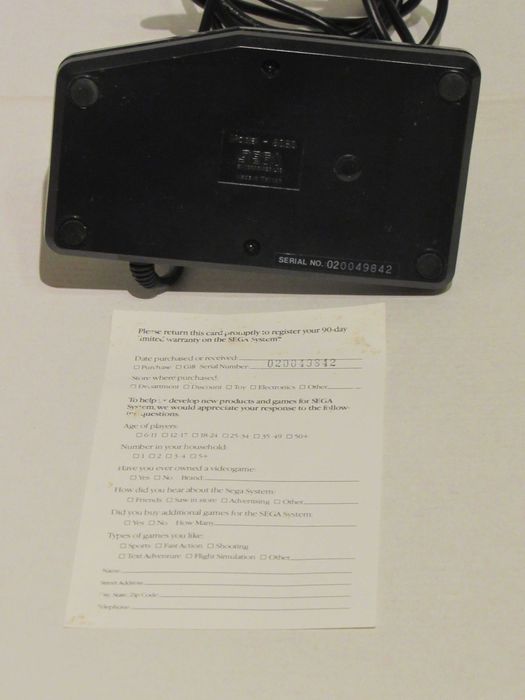 Model - 6060
SEGA
SERIAL NO. 020049842
Please return this card promptly to register your 90-day
limited warranty on the SEGA System.
Date purchased or received:
☐ Purchase ☐ Gift Serial Number: 020049842
Store where purchased:
☐ Department ☐ Discount ☐ Toy ☐ Electronics ☐ Other
To help develop new products and games for SEGA
System, we would appreciate your response to the follow-
questions.
Age of players:
☐ 6-11 ☐ 12-17 ☐ 18-24 ☐ 25-34 ☐ 35-49 ☐ 50+
Number in your household:
☐ 1 ☐ 2 ☐ 3-4 ☐ 5+
Have you ever owned a videogame:
☐ Yes ☐ No Brand
How did you hear about the Sega System:
☐ Friends ☐ Saw in store ☐ Advertising ☐ Other
Did you buy additional games for the SEGA System:
☐ Yes ☐ No How Many
Types of games you like:
☐ Sports ☐ Fast Action ☐ Shooting
☐ Text Adventure ☐ Flight Simulation ☐ Other
Name
Street Address
City, State, Zip Code
Telephone